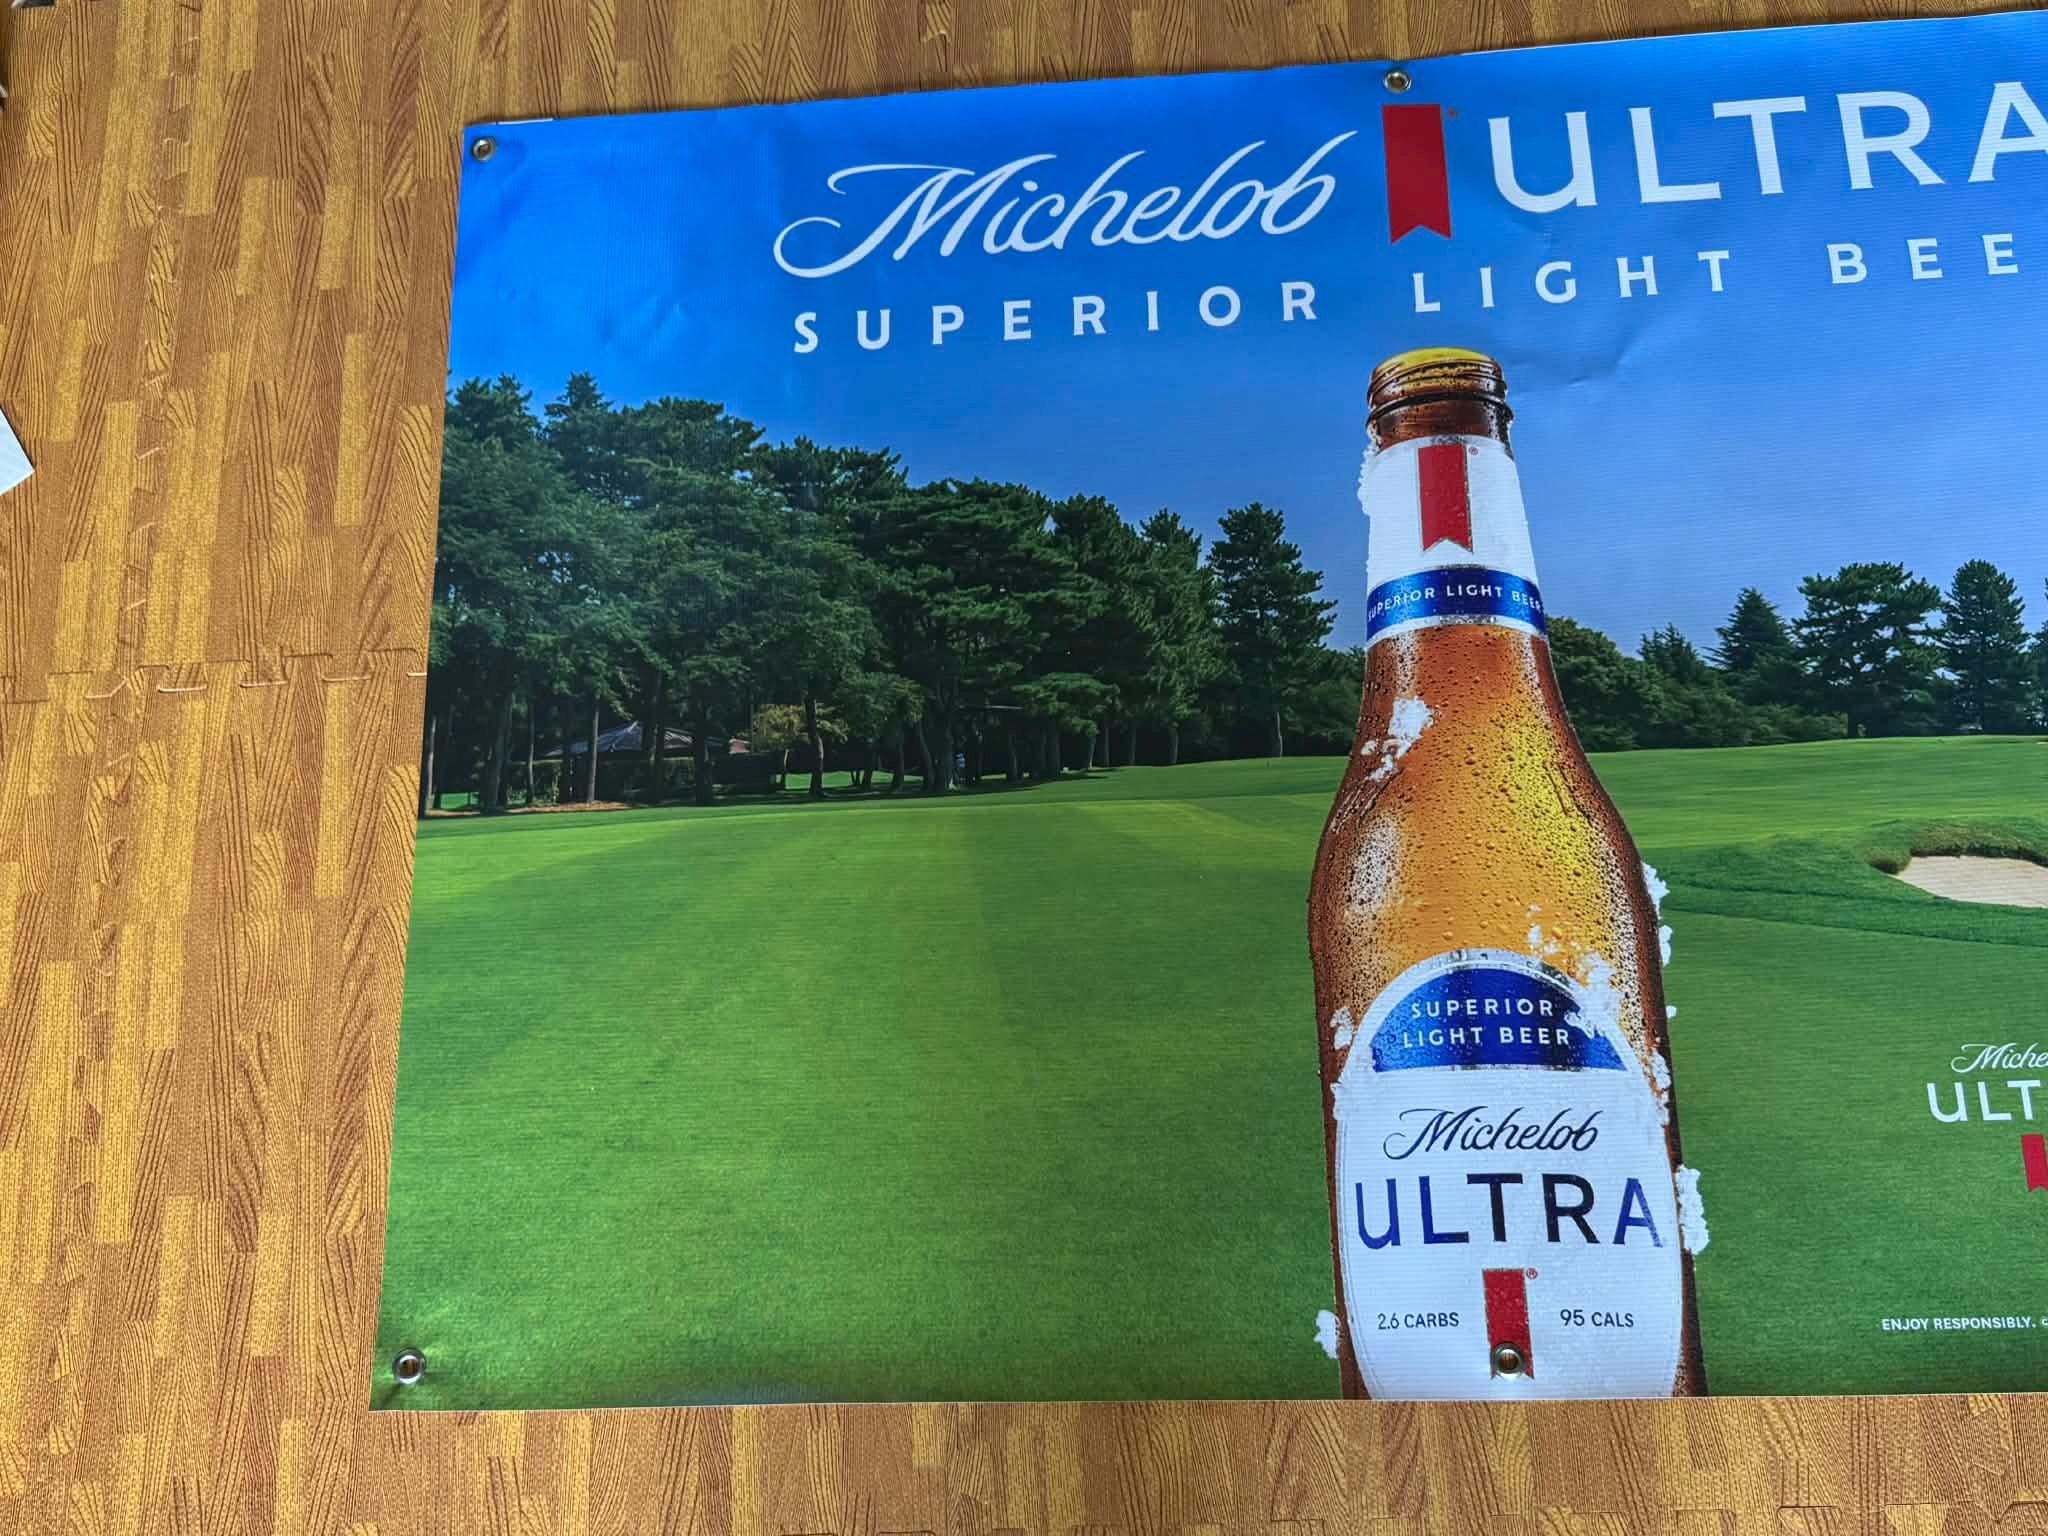 Michelob ULTRA
SUPERIOR LIGHT BEE
®
SUPERIOR LIGHT BEER
SUPERIOR
LIGHT BEER
Michelob
ULTRA
®
2.6 CARBS 95 CALS
Miche
ULT
ENJOY RESPONSIBLY.